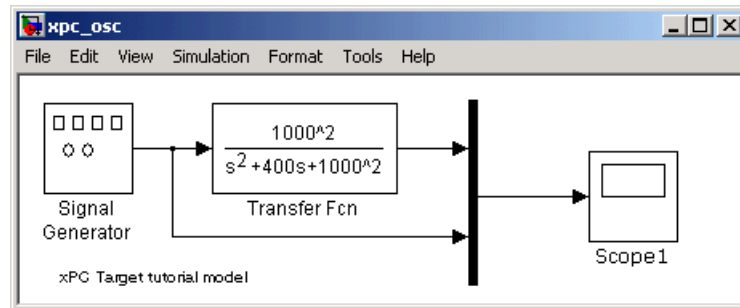 xpc_osc
File Edit View Simulation Format Tools Help
1000^2
s^2+400s+1000^2
Signal
Generator
Transfer Fcn
Scope1
xPC Target tutorial model